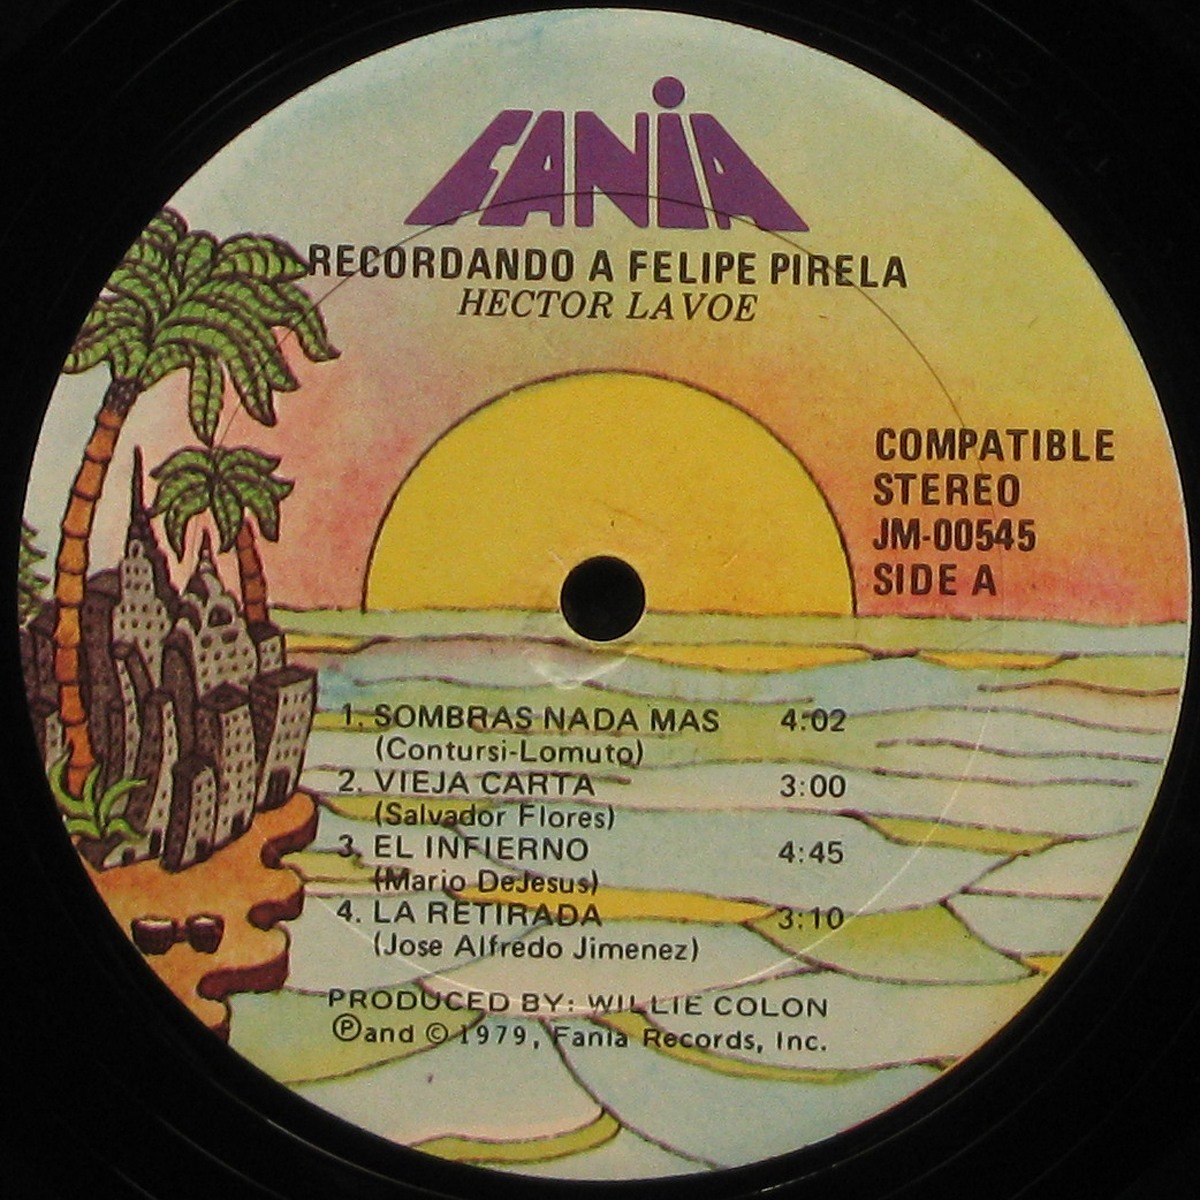 FANiA
RECORDANDO A FELIPE PIRELA
HECTOR LAVOE
COMPATIBLE
STEREO
JM-00545
SIDE A
1. SOMBRAS NADA MAS 4:02
(Contursi-Lomuto)
2. VIEJA CARTA 3:00
(Salvador Flores)
3. EL INFIERNO 4:45
(Mario DeJesus)
4. LA RETIRADA 3:10
(Jose Alfredo Jimenez)
PRODUCED BY: WILLIE COLON
Ⓟand © 1979, Fania Records, Inc.